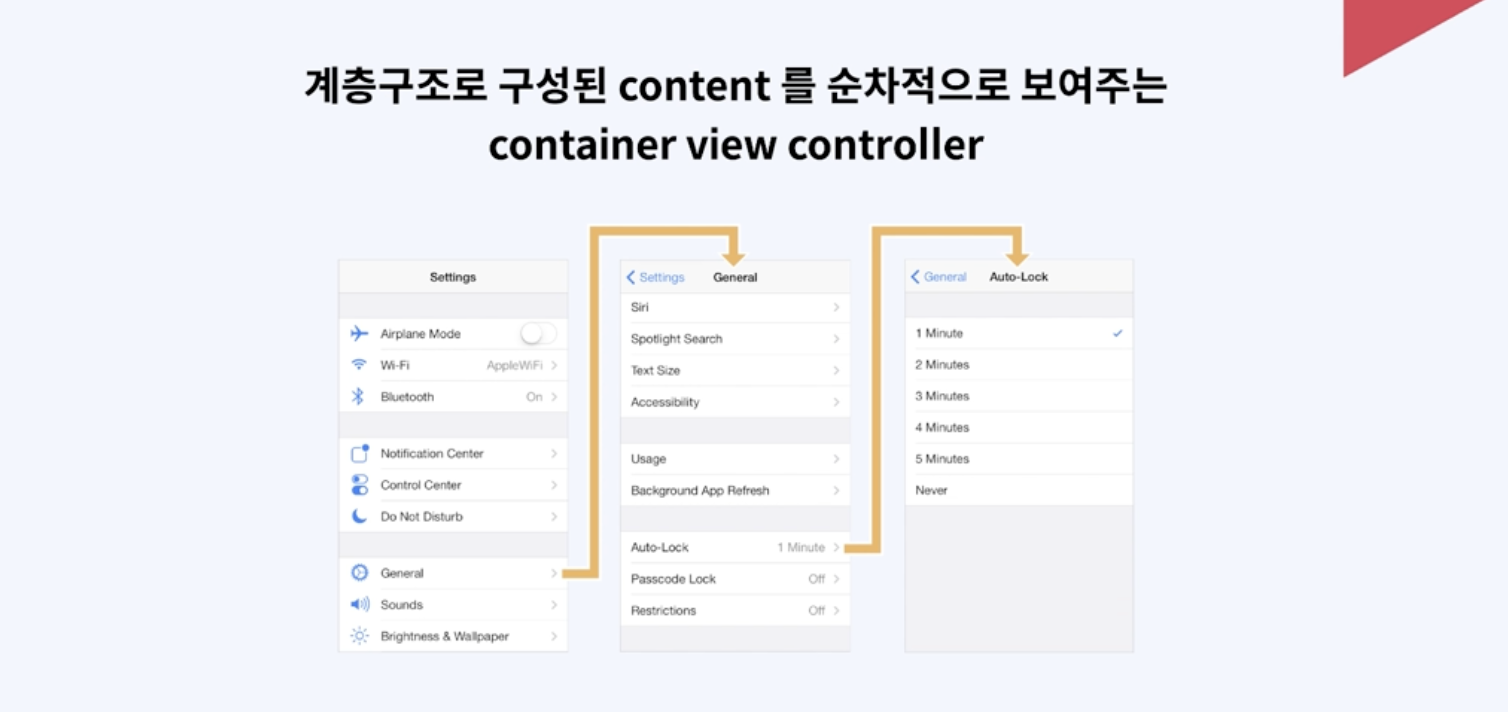 계층구조로 구성된 content 를 순차적으로 보여주는
container view controller
Settings
Airplane Mode
Wi-Fi AppleWiFi
Bluetooth On
Notification Center
Control Center
Do Not Disturb
General
Sounds
Brightness & Wallpaper
Settings General
Siri
Spotlight Search
Text Size
Accessibility
Usage
Background App Refresh
Auto-Lock 1 Minute
Passcode Lock Off
Restrictions Off
General Auto-Lock
1 Minute
2 Minutes
3 Minutes
4 Minutes
5 Minutes
Never